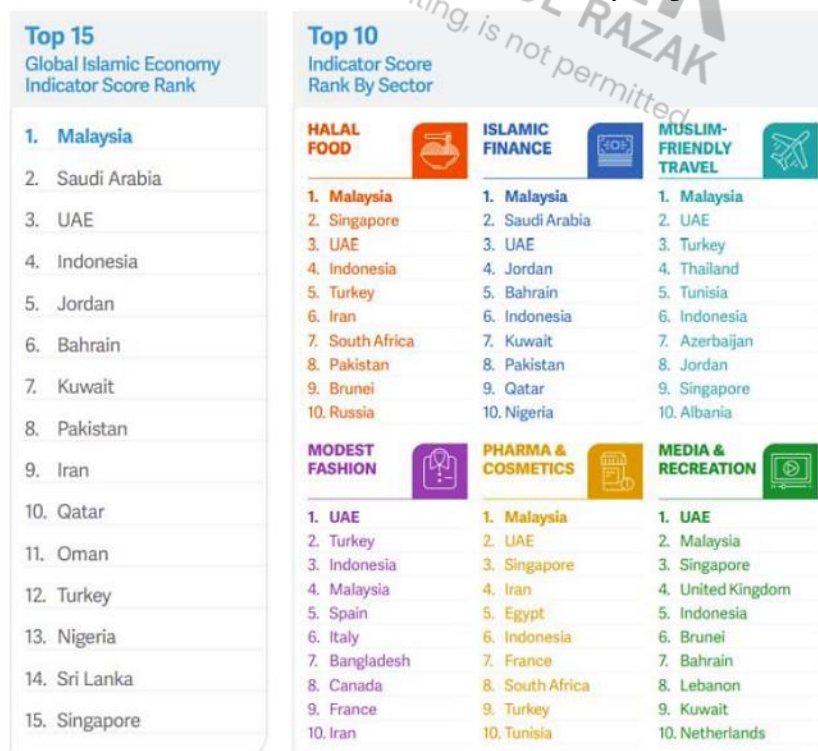 ting, is not permitted
RAZAK
Top 15
Global Islamic Economy
Indicator Score Rank
1. Malaysia
2. Saudi Arabia
3. UAE
4. Indonesia
5. Jordan
6. Bahrain
7. Kuwait
8. Pakistan
9. Iran
10. Qatar
11. Oman
12. Turkey
13. Nigeria
14. Sri Lanka
15. Singapore
Top 10
Indicator Score
Rank By Sector
HALAL
FOOD
1. Malaysia
2. Singapore
3. UAE
4. Indonesia
5. Turkey
6. Iran
7. South Africa
8. Pakistan
9. Brunei
10. Russia
ISLAMIC
FINANCE
1. Malaysia
2. Saudi Arabia
3. UAE
4. Jordan
5. Bahrain
6. Indonesia
7. Kuwait
8. Pakistan
9. Qatar
10. Nigeria
MUSLIM-
FRIENDLY
TRAVEL
1. Malaysia
2. UAE
3. Turkey
4. Thailand
5. Tunisia
6. Indonesia
7. Azerbaijan
8. Jordan
9. Singapore
10. Albania
MODEST
FASHION
1. UAE
2. Turkey
3. Indonesia
4. Malaysia
5. Spain
6. Italy
7. Bangladesh
8. Canada
9. France
10. Iran
PHARMA &
COSMETICS
1. Malaysia
2. UAE
3. Singapore
4. Iran
5. Egypt
6. Indonesia
7. France
8. South Africa
9. Turkey
10. Tunisia
MEDIA &
RECREATION
1. UAE
2. Malaysia
3. Singapore
4. United Kingdom
5. Indonesia
6. Brunei
7. Bahrain
8. Lebanon
9. Kuwait
10. Netherlands